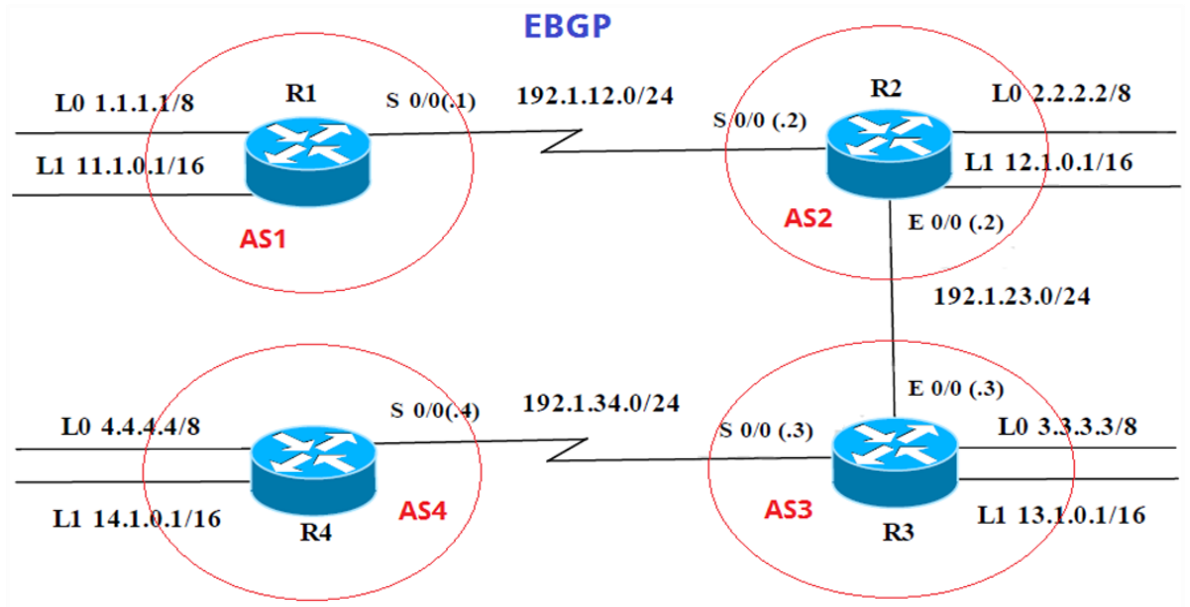 EBGP
L0 1.1.1.1/8
R1
S 0/0(.1)
192.1.12.0/24
S 0/0 (.2)
R2
L0 2.2.2.2/8
L1 11.1.0.1/16
L1 12.1.0.1/16
AS1
AS2
E 0/0 (.2)
192.1.23.0/24
L0 4.4.4.4/8
S 0/0(.4)
192.1.34.0/24
S 0/0 (.3)
E 0/0 (.3)
L0 3.3.3.3/8
L1 14.1.0.1/16
R4
AS4
AS3
R3
L1 13.1.0.1/16